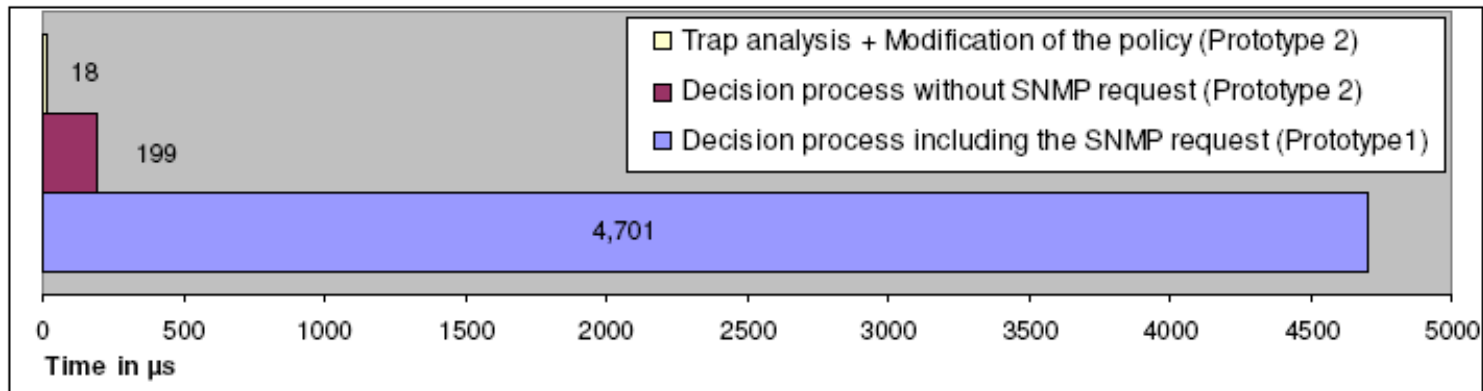 18
199
4,701
Trap analysis + Modification of the policy (Prototype 2)
Decision process without SNMP request (Prototype 2)
Decision process including the SNMP request (Prototype1)
0 500 1000 1500 2000 2500 3000 3500 4000 4500 5000
Time in µs